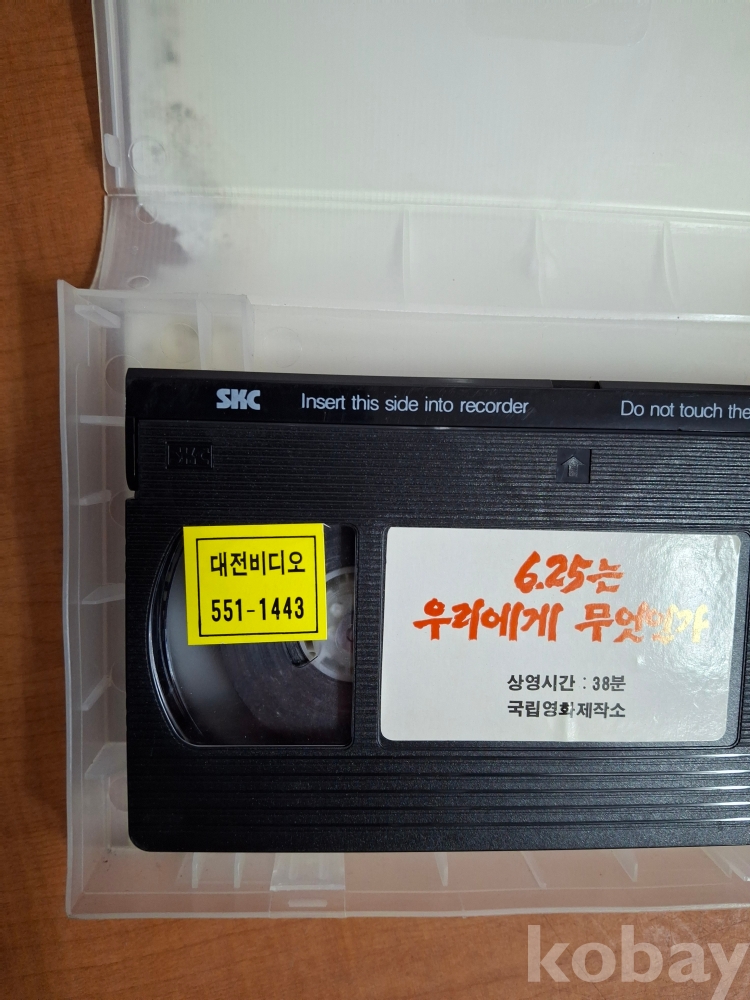 SKC Insert this side into recorder Do not touch the
SKC
대전비디오
551-1443
6.25는
우리에게 무엇인가
상영시간 : 38분
국립영화제작소
kobay